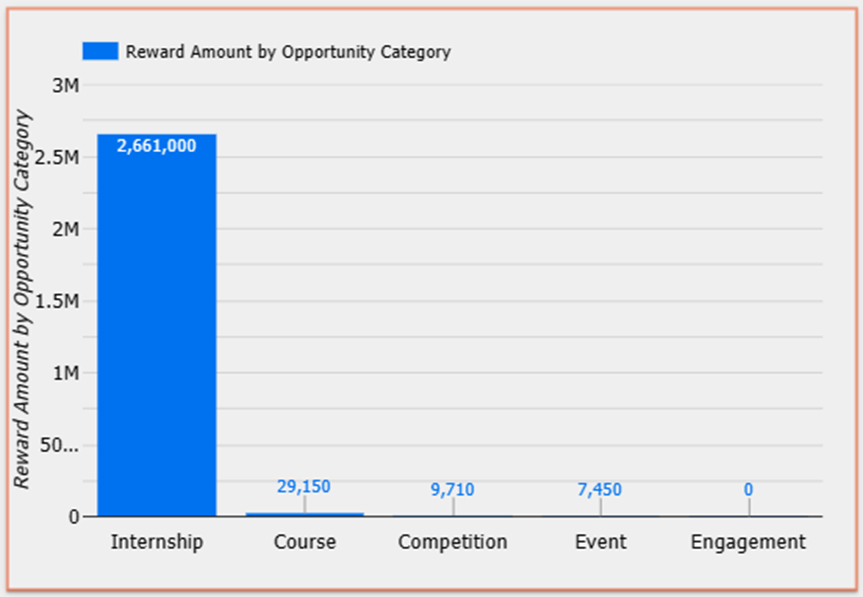 Reward Amount by Opportunity Category
Reward Amount by Opportunity Category
3M
2.5M
2M
1.5M
1M
50...
0
2,661,000
29,150
9,710
7,450
0
Internship
Course
Competition
Event
Engagement